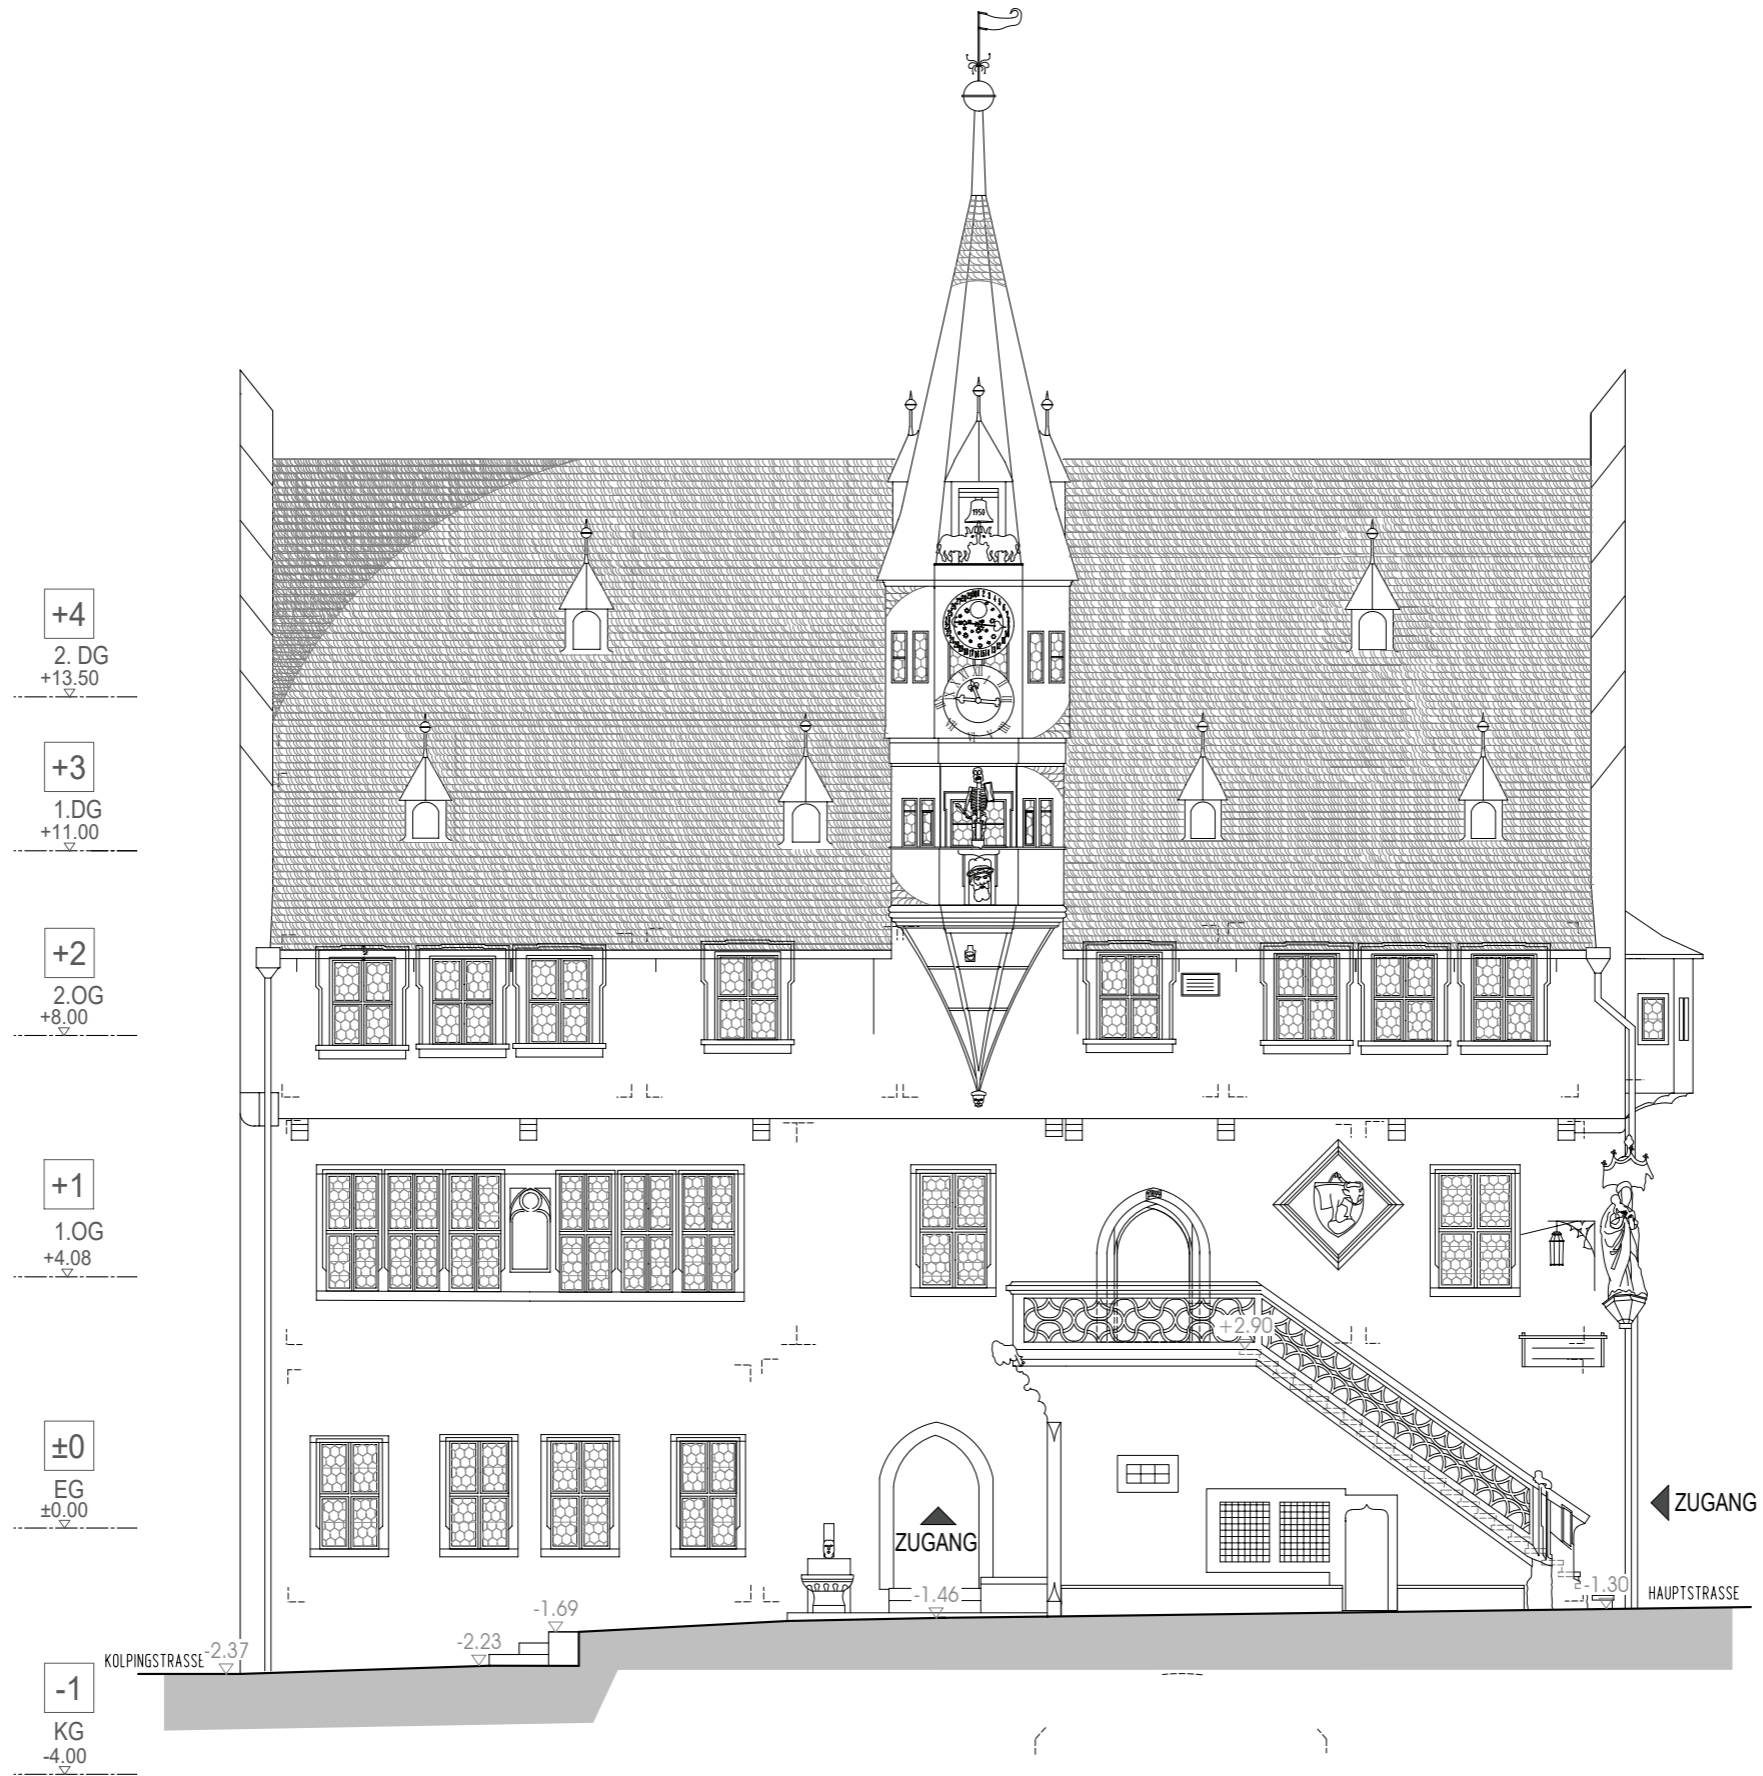 1950
+4
2. DG
+13.50
+3
1.DG
+11.00
+2
2.OG
+8.00
+1
1.OG
+4.08
+2.90
±0
EG
±0.00
ZUGANG
ZUGANG
-1.46
-1.30
HAUPTSTRASSE
-1.69
-2.23
KOLPINGSTRASSE
-2.37
-1
KG
-4.00